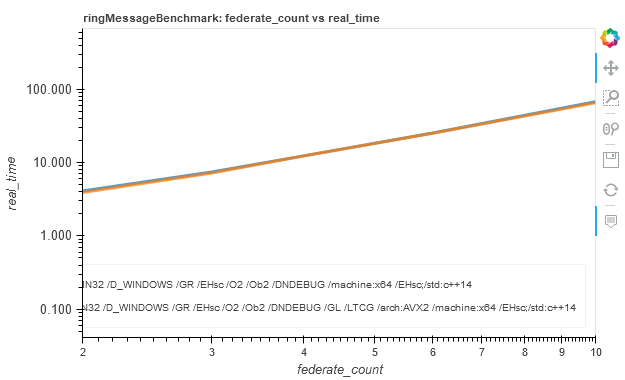 ringMessageBenchmark: federate_count vs real_time
100.000
10.000
1.000
0.100
real_time
IN32 /D_WINDOWS /GR /EHsc /O2 /Ob2 /DNDEBUG /machine:x64 /EHsc;/std:c++14
N32 /D_WINDOWS /GR /EHsc /O2 /Ob2 /DNDEBUG /GL /LTCG /arch:AVX2 /machine:x64 /EHsc;/std:c++14
2 3 4 5 6 7 8 9 10
federate_count